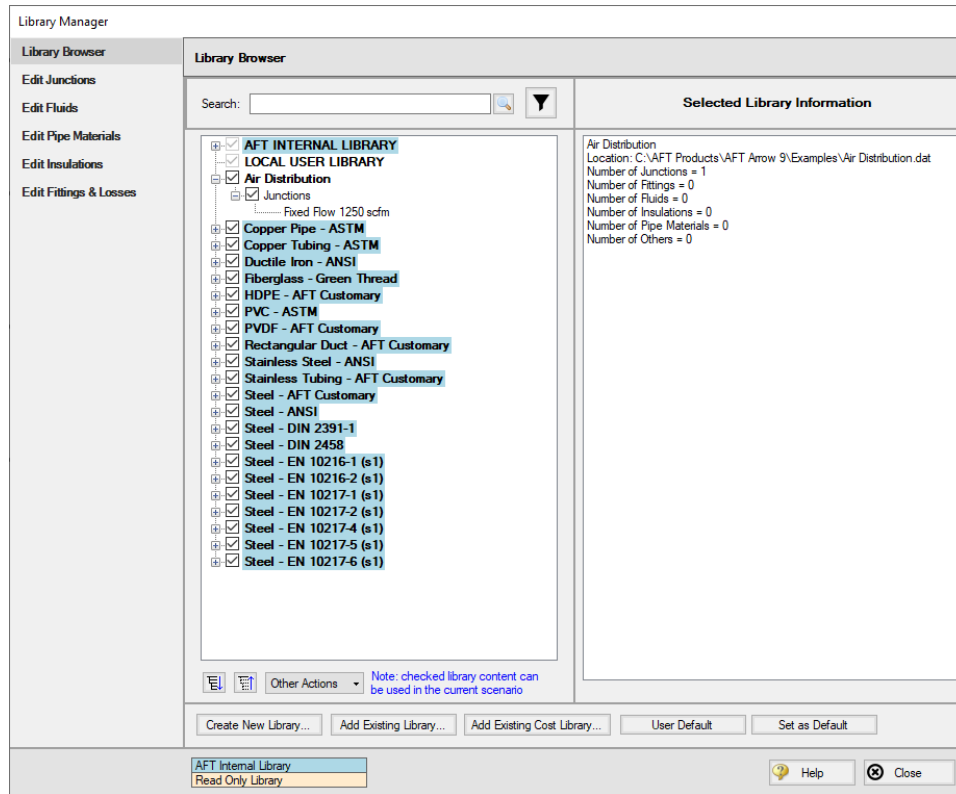 Library Manager
Library Browser
Edit Junctions
Edit Fluids
Edit Pipe Materials
Edit Insulations
Edit Fittings & Losses
Library Browser
Search:
AFT INTERNAL LIBRARY
LOCAL USER LIBRARY
Air Distribution
Junctions
Fixed Flow 1250 scfm
Copper Pipe - ASTM
Copper Tubing - ASTM
Ductile Iron - ANSI
Fiberglass - Green Thread
HDPE - AFT Customary
PVC - ASTM
PVDF - AFT Customary
Rectangular Duct - AFT Customary
Stainless Steel - ANSI
Stainless Tubing - AFT Customary
Steel - AFT Customary
Steel - ANSI
Steel - DIN 2391-1
Steel - DIN 2458
Steel - EN 10216-1 (s1)
Steel - EN 10216-2 (s1)
Steel - EN 10217-1 (s1)
Steel - EN 10217-2 (s1)
Steel - EN 10217-4 (s1)
Steel - EN 10217-5 (s1)
Steel - EN 10217-6 (s1)
Other Actions
Note: checked library content can
be used in the current scenario
Selected Library Information
Air Distribution
Location: C:\AFT Products\AFT Arrow 9\Examples\Air Distribution.dat
Number of Junctions = 1
Number of Fittings = 0
Number of Fluids = 0
Number of Insulations = 0
Number of Pipe Materials = 0
Number of Others = 0
Create New Library...
Add Existing Library...
Add Existing Cost Library...
User Default
Set as Default
AFT Internal Library
Read Only Library
Help
Close